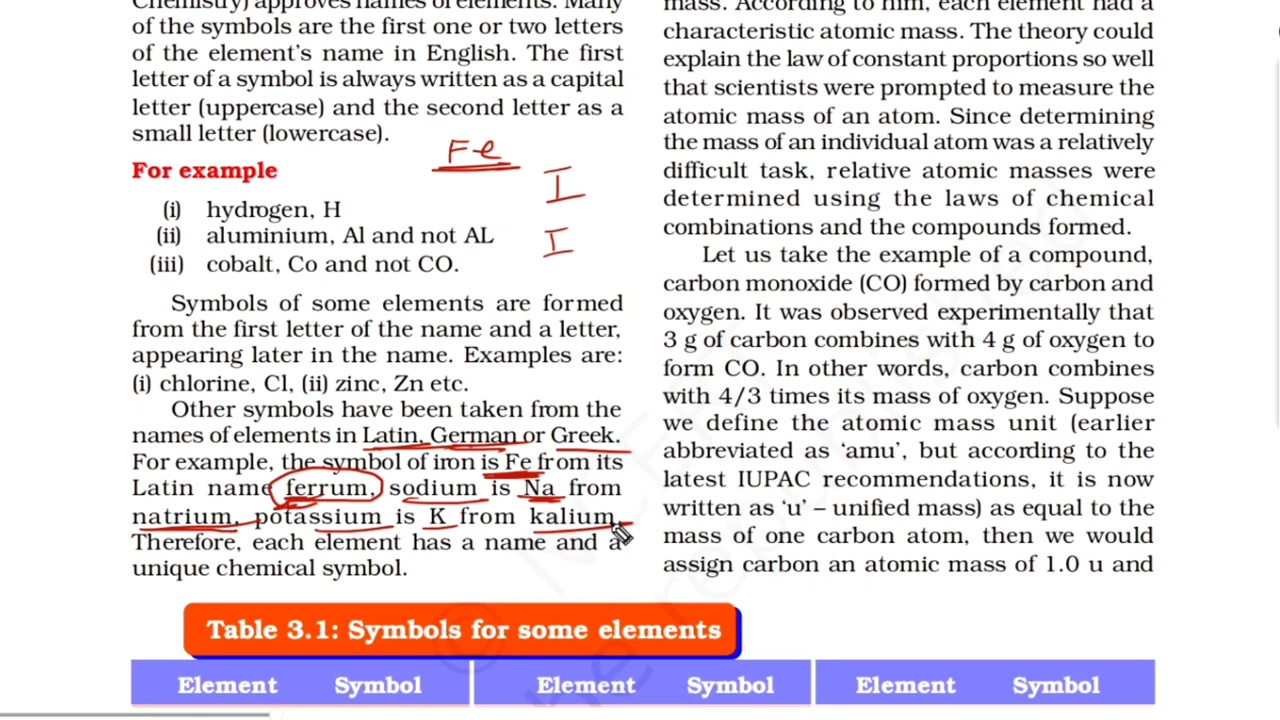 Chemistry) approves names of elements. Many
of the symbols are the first one or two letters
of the element's name in English. The first
letter of a symbol is always written as a capital
letter (uppercase) and the second letter as a
small letter (lowercase).
Fe
For example
I
(i) hydrogen, H
(ii) aluminium, Al and not AL
I
(iii) cobalt, Co and not CO.
Symbols of some elements are formed
from the first letter of the name and a letter,
appearing later in the name. Examples are:
(i) chlorine, Cl, (ii) zinc, Zn etc.
Other symbols have been taken from the
names of elements in Latin, German or Greek.
For example, the symbol of iron is Fe from its
Latin name ferrum, sodium is Na from
natrium, potassium is K from kalium.
Therefore, each element has a name and a
unique chemical symbol.
mass. According to him, each element had a
characteristic atomic mass. The theory could
explain the law of constant proportions so well
that scientists were prompted to measure the
atomic mass of an atom. Since determining
the mass of an individual atom was a relatively
difficult task, relative atomic masses were
determined using the laws of chemical
combinations and the compounds formed.
Let us take the example of a compound,
carbon monoxide (CO) formed by carbon and
oxygen. It was observed experimentally that
3 g of carbon combines with 4 g of oxygen to
form CO. In other words, carbon combines
with 4/3 times its mass of oxygen. Suppose
we define the atomic mass unit (earlier
abbreviated as ‘amu’, but according to the
latest IUPAC recommendations, it is now
written as ‘u’ – unified mass) as equal to the
mass of one carbon atom, then we would
assign carbon an atomic mass of 1.0 u and
Table 3.1: Symbols for some elements
Element Symbol Element Symbol Element Symbol